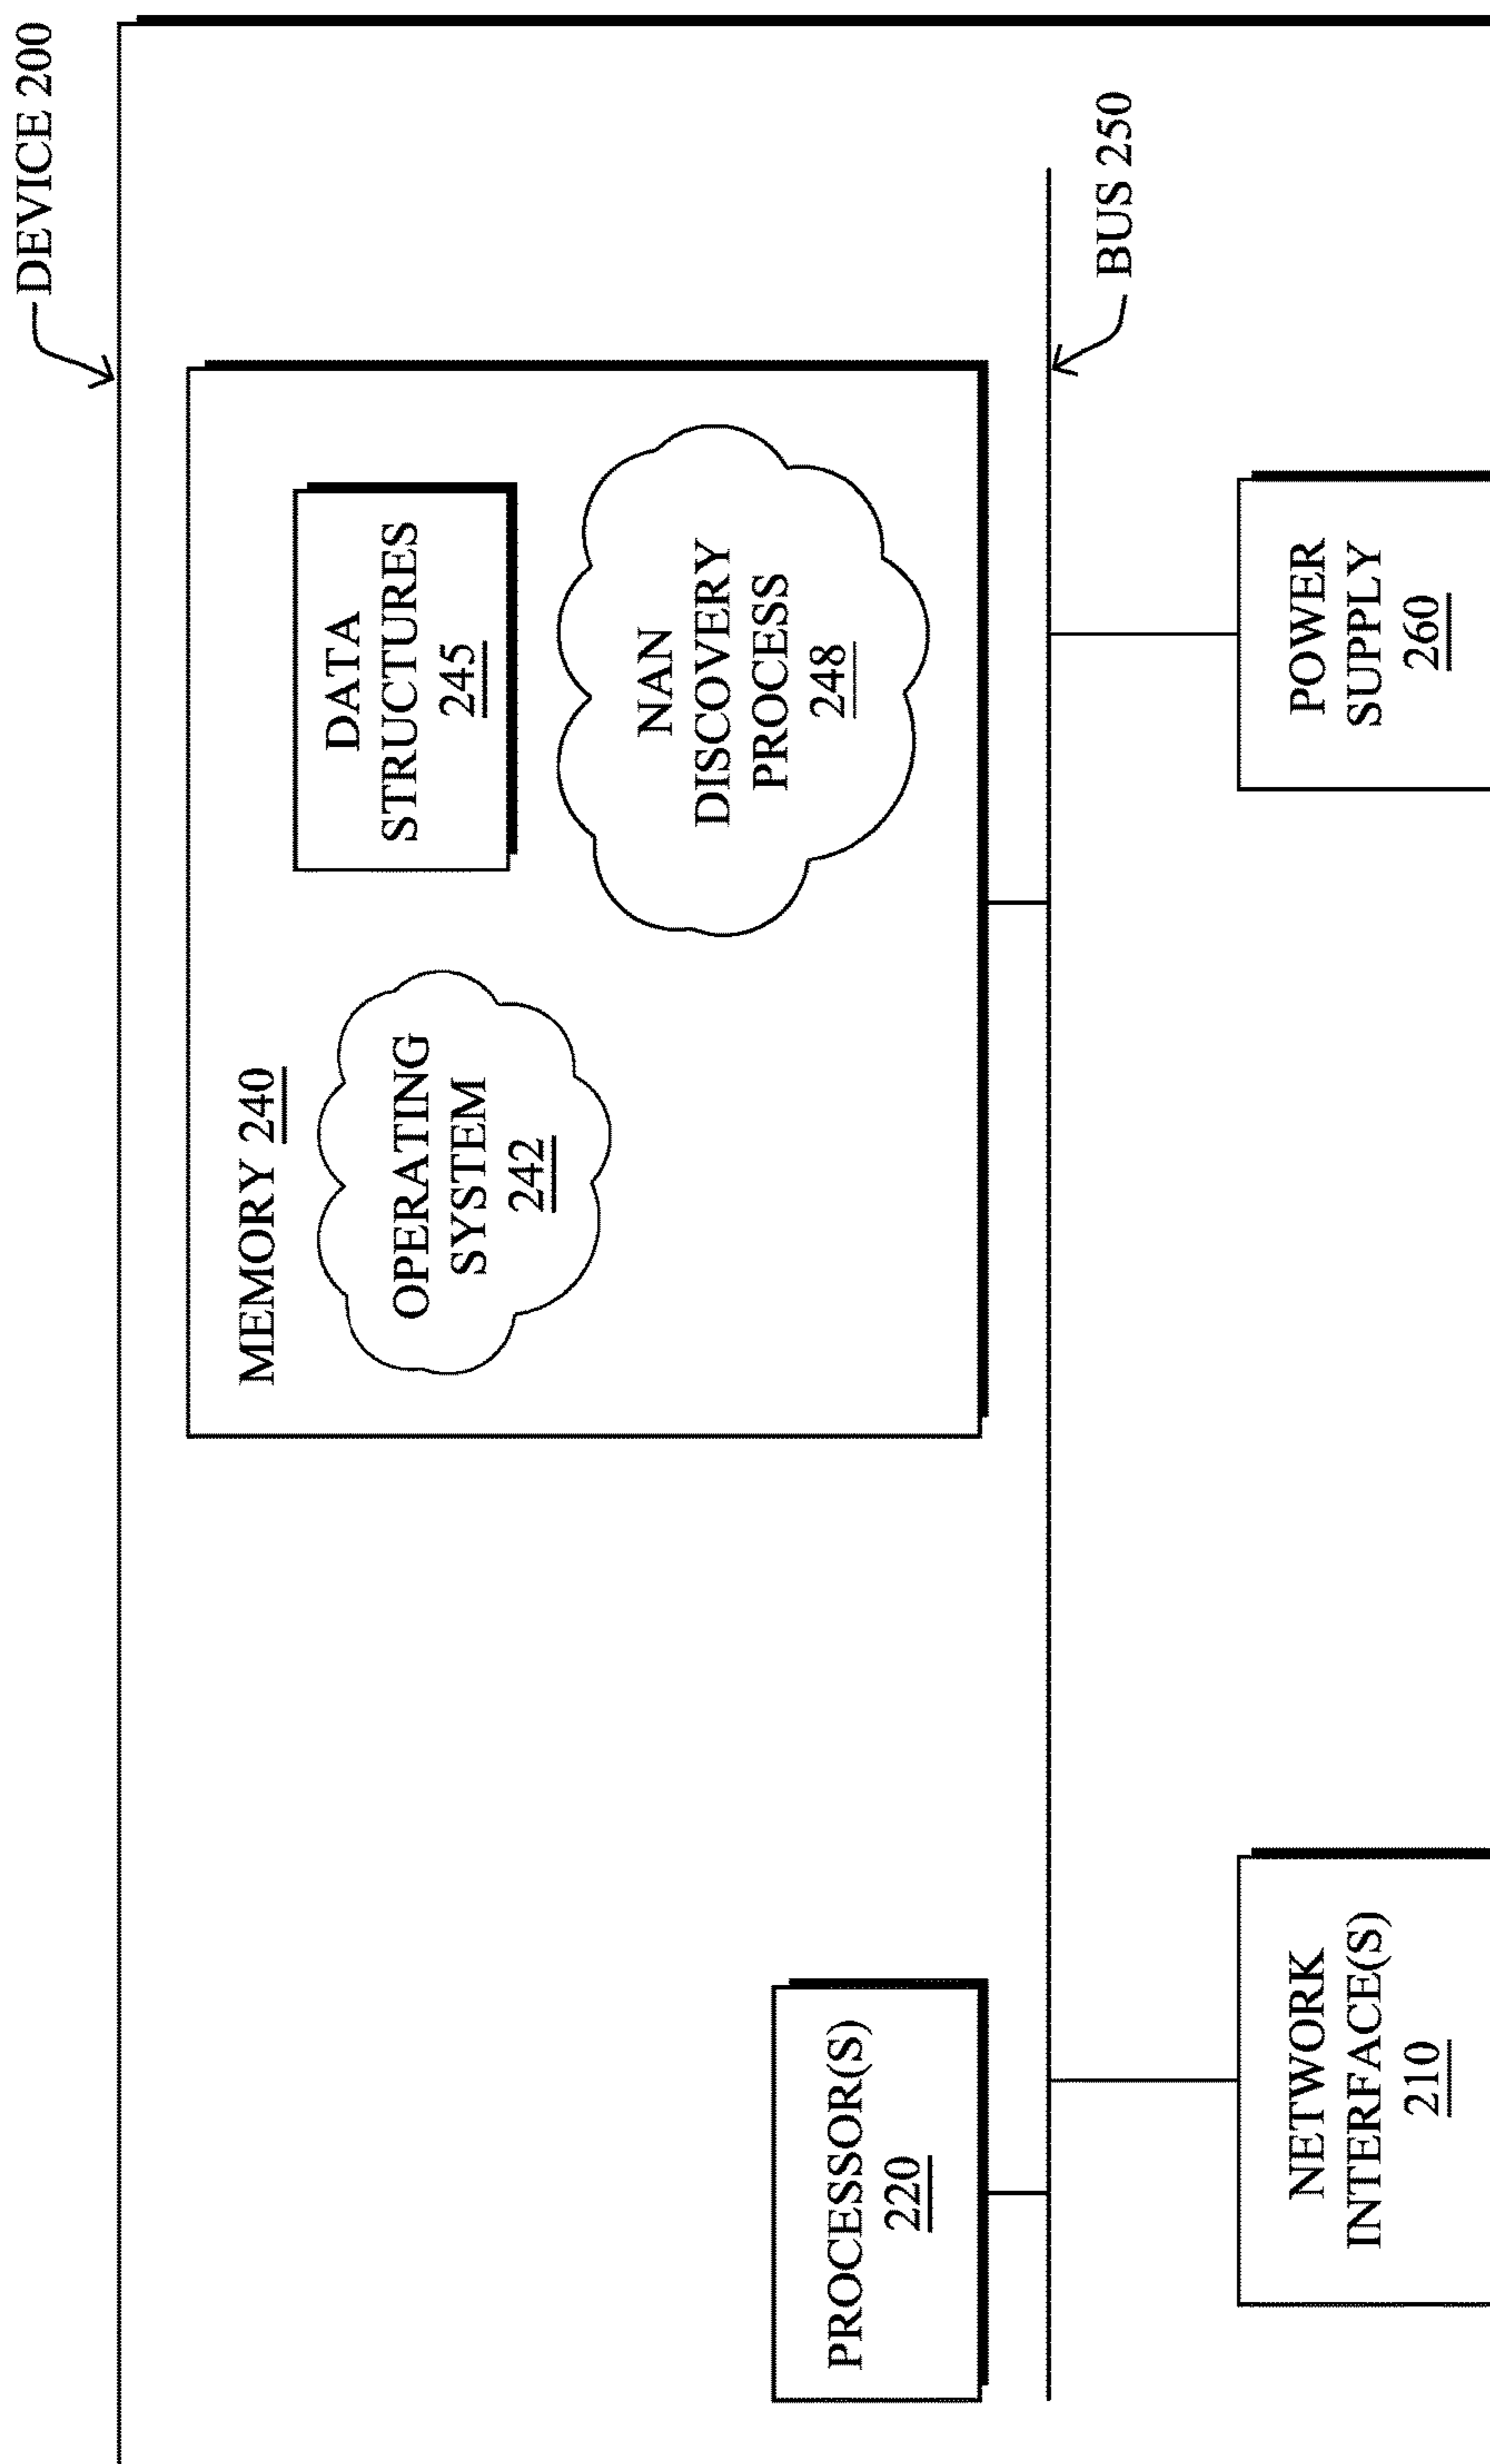 DEVICE 200
MEMORY 240
OPERATING
SYSTEM
242
DATA
STRUCTURES
245
NAN
DISCOVERY
PROCESS
248
PROCESSOR(S)
220
BUS 250
NETWORK
INTERFACE(S)
210
POWER
SUPPLY
260